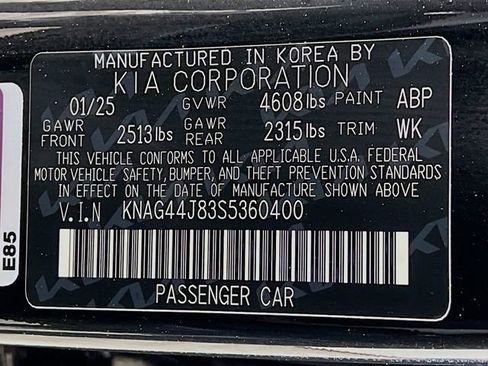 MANUFACTURED IN KOREA BY
KIA CORPORATION
01/25 GVWR 4608 lbs PAINT ABP
GAWR FRONT 2513 lbs GAWR REAR 2315 lbs TRIM WK
THIS VEHICLE CONFORMS TO ALL APPLICABLE U.S.A. FEDERAL
MOTOR VEHICLE SAFETY, BUMPER, AND THEFT PREVENTION STANDARDS
IN EFFECT ON THE DATE OF MANUFACTURE SHOWN ABOVE
V.I.N KNAG44J83S5360400
PASSENGER CAR
E85